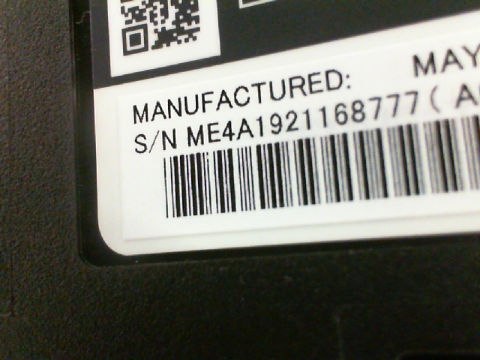 MANUFACTURED: MAY
S/N ME4A1921168777 ( A